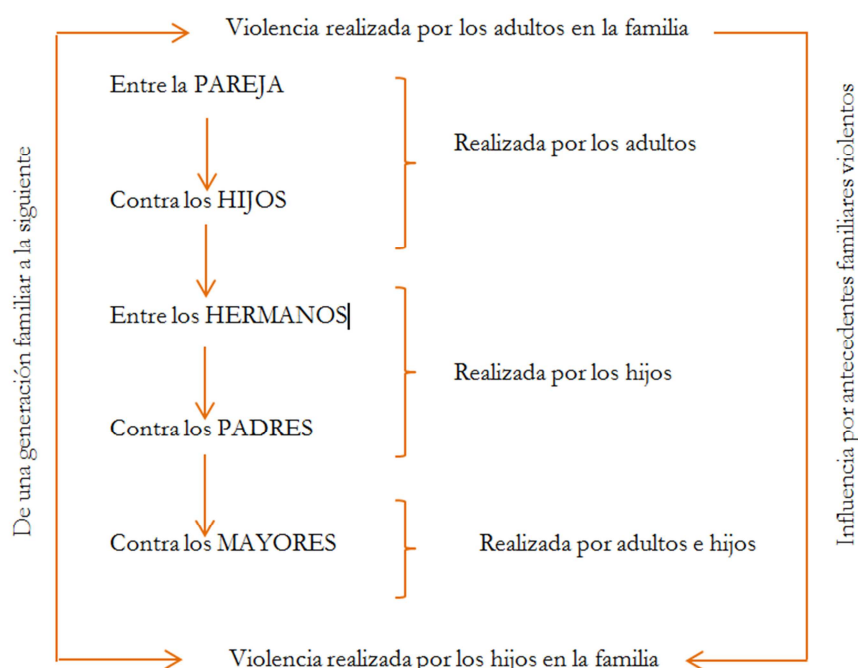 Violencia realizada por los adultos en la familia
Entre la PAREJA
Realizada por los adultos
Contra los HIJOS
Entre los HERMANOS
Realizada por los hijos
Contra los PADRES
Contra los MAYORES
Realizada por adultos e hijos
Violencia realizada por los hijos en la familia
De una generación familiar a la siguiente
Influencia por antecedentes familiares violentos